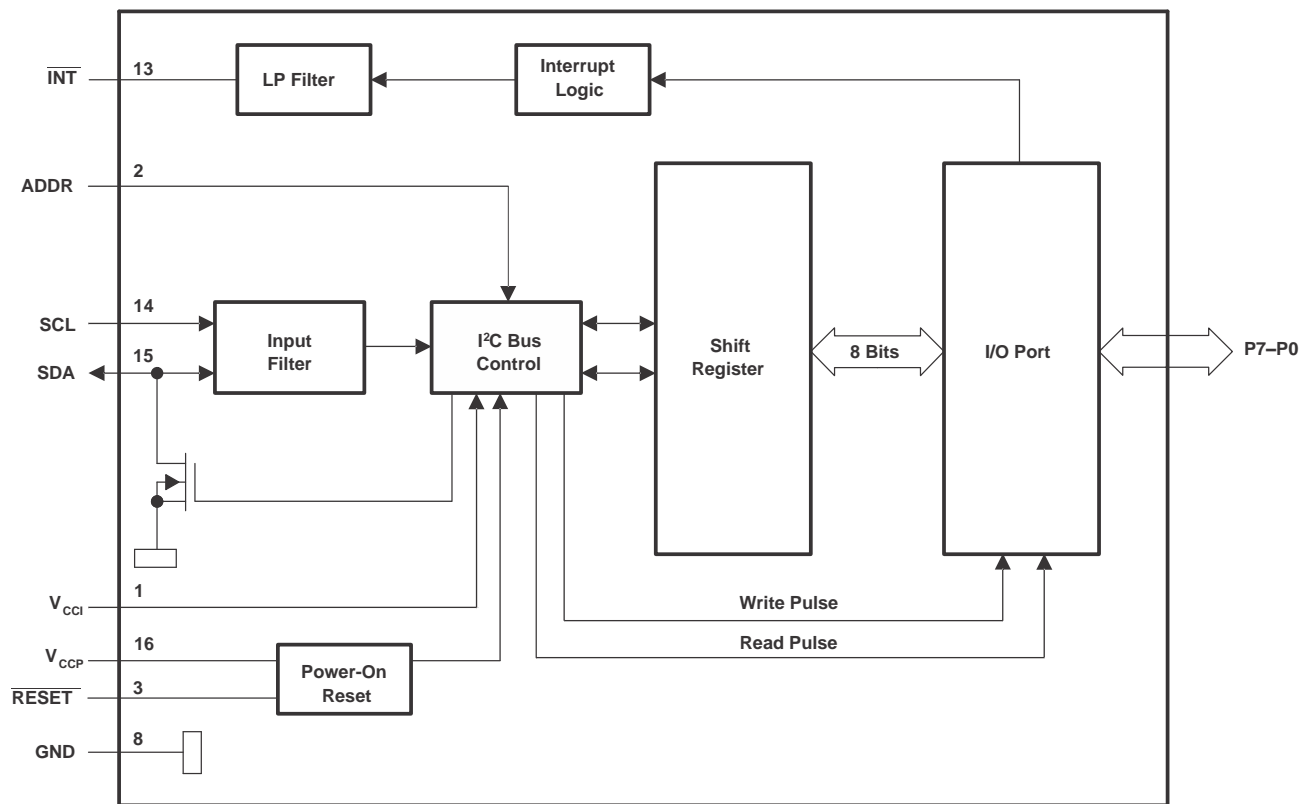 INT
13
LP Filter
Interrupt
Logic
ADDR
2
SCL
14
SDA
15
Input
Filter
I²C Bus
Control
Shift
Register
8 Bits
I/O Port
P7–P0
VCCI
1
Write Pulse
VCCP
16
Read Pulse
RESET
3
Power-On
Reset
GND
8